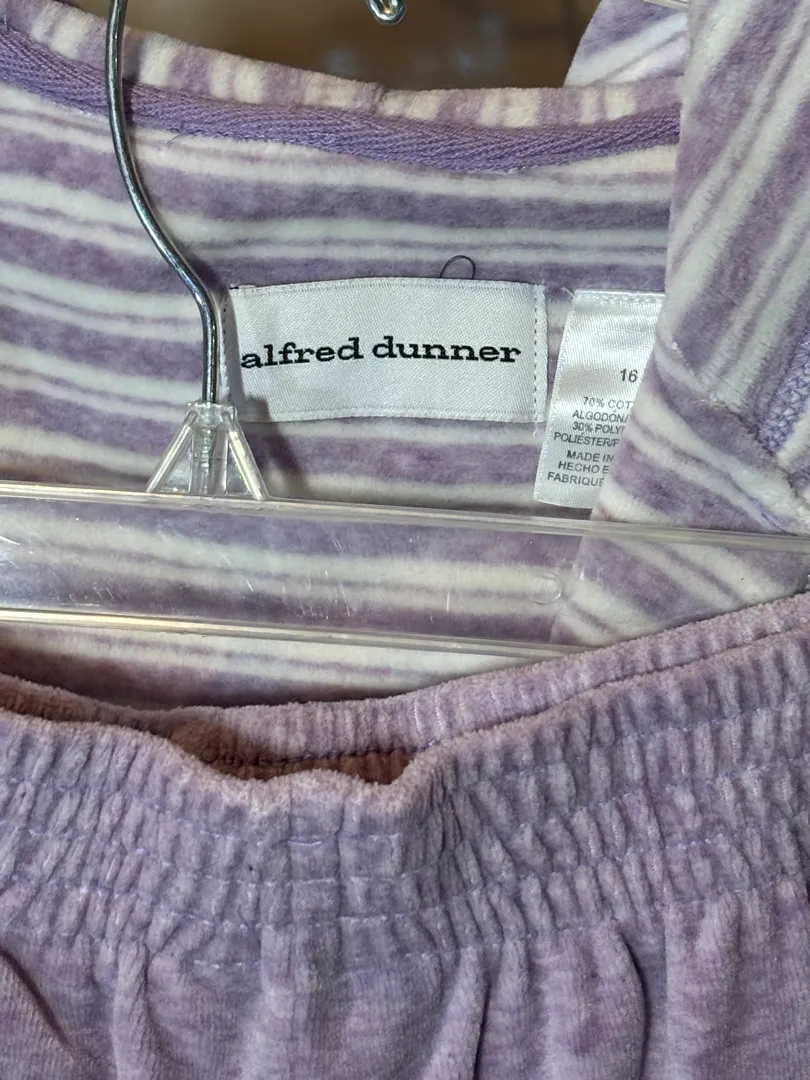 alfred dunner
16
70% COT
ALGODÓN/
30% POLY
POLIÉSTER/P
MADE IN
HECHO E
FABRIQUÉ